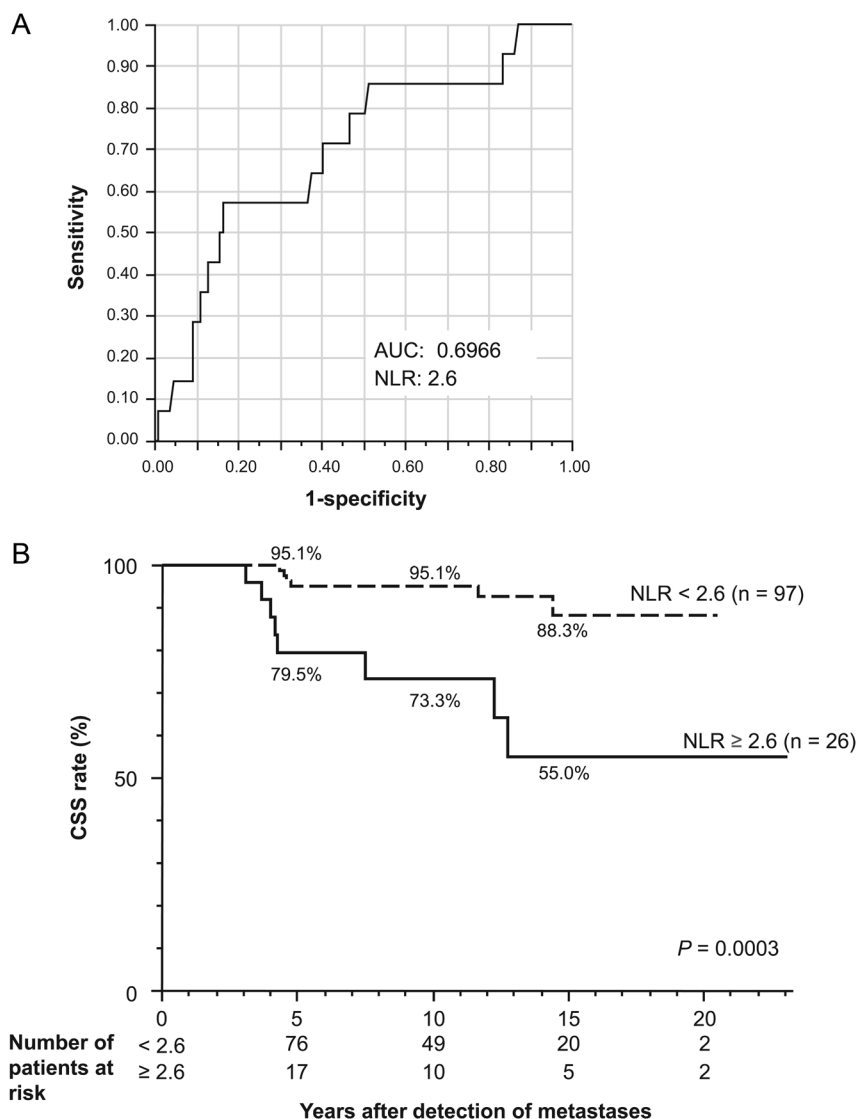 A
1.00
0.90
0.80
0.70
0.60
0.50
0.40
0.30
0.20
0.10
0.00
Sensitivity
AUC: 0.6966
NLR: 2.6
0.00 0.20 0.40 0.60 0.80 1.00
1-specificity
B
100
50
0
CSS rate (%)
95.1%
95.1%
NLR < 2.6 (n = 97)
88.3%
79.5%
73.3%
NLR ≥ 2.6 (n = 26)
55.0%
P = 0.0003
0 5 10 15 20
Number of
patients at
risk
< 2.6 76 49 20 2
≥ 2.6 17 10 5 2
Years after detection of metastases